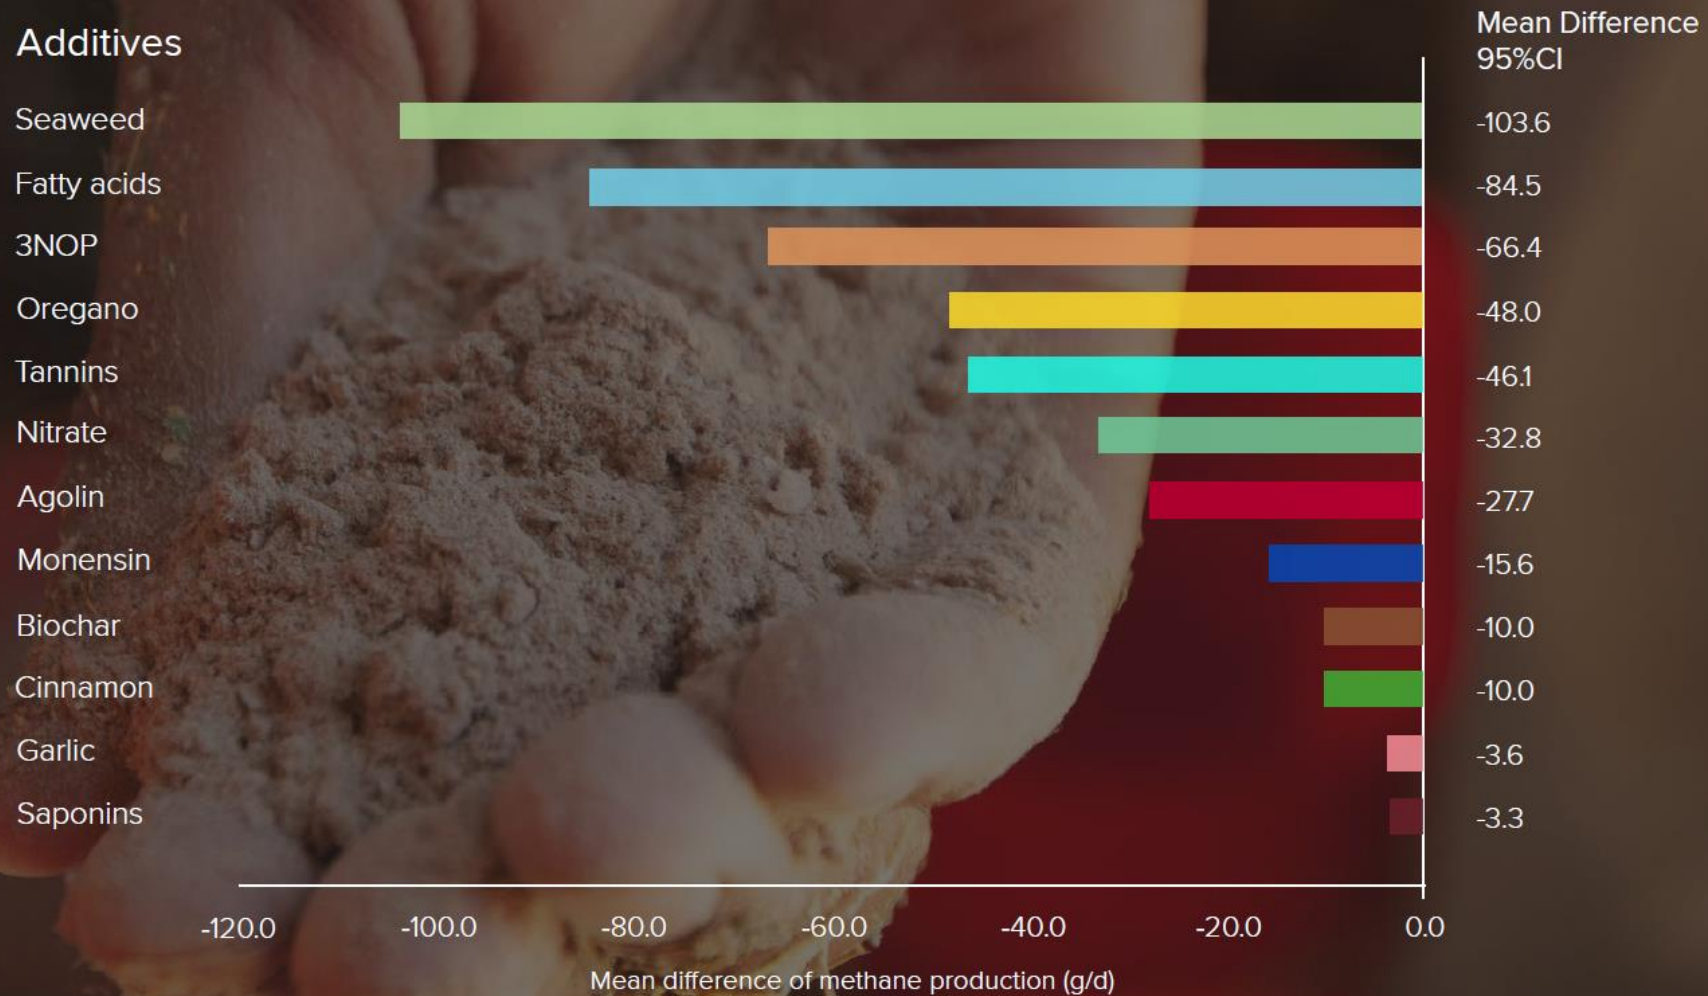 Additives
Mean Difference
95%CI
Seaweed -103.6
Fatty acids -84.5
3NOP -66.4
Oregano -48.0
Tannins -46.1
Nitrate -32.8
Agolin -27.7
Monensin -15.6
Biochar -10.0
Cinnamon -10.0
Garlic -3.6
Saponins -3.3
-120.0 -100.0 -80.0 -60.0 -40.0 -20.0 0.0
Mean difference of methane production (g/d)